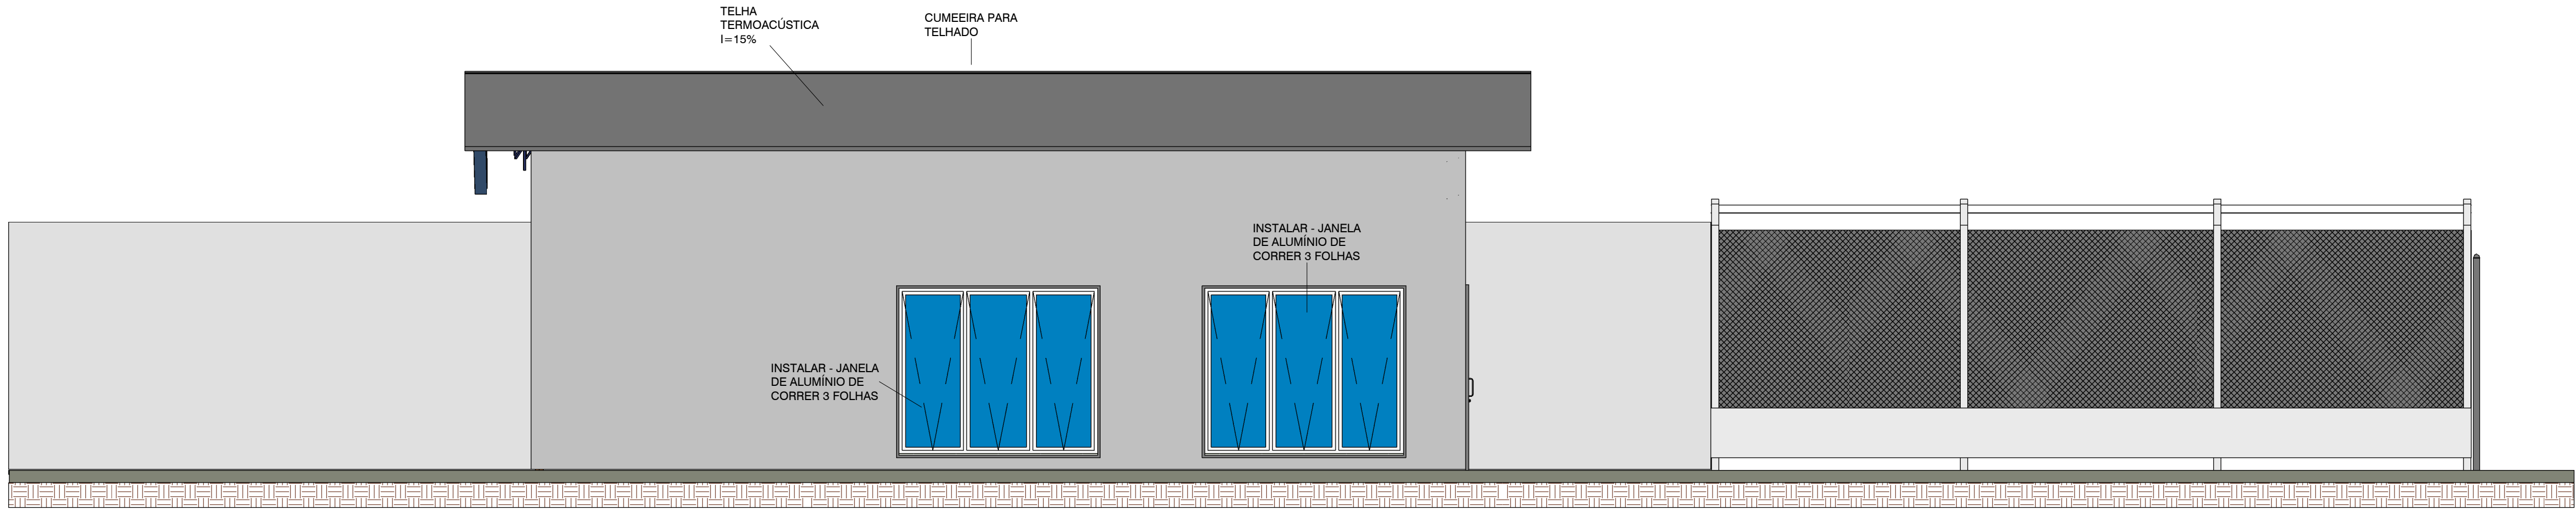 TELHA
TERMOACÚSTICA
I=15%
CUMEEIRA PARA
TELHADO
INSTALAR - JANELA
DE ALUMÍNIO DE
CORRER 3 FOLHAS
INSTALAR - JANELA
DE ALUMÍNIO DE
CORRER 3 FOLHAS